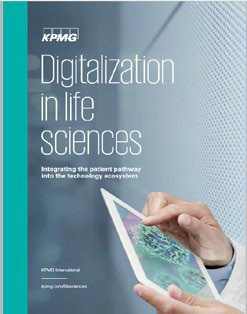 KPMG
Digitalization
in life
sciences
Integrating the patient pathway
into the technology ecosystem
KPMG International
kpmg.com/lifesciences